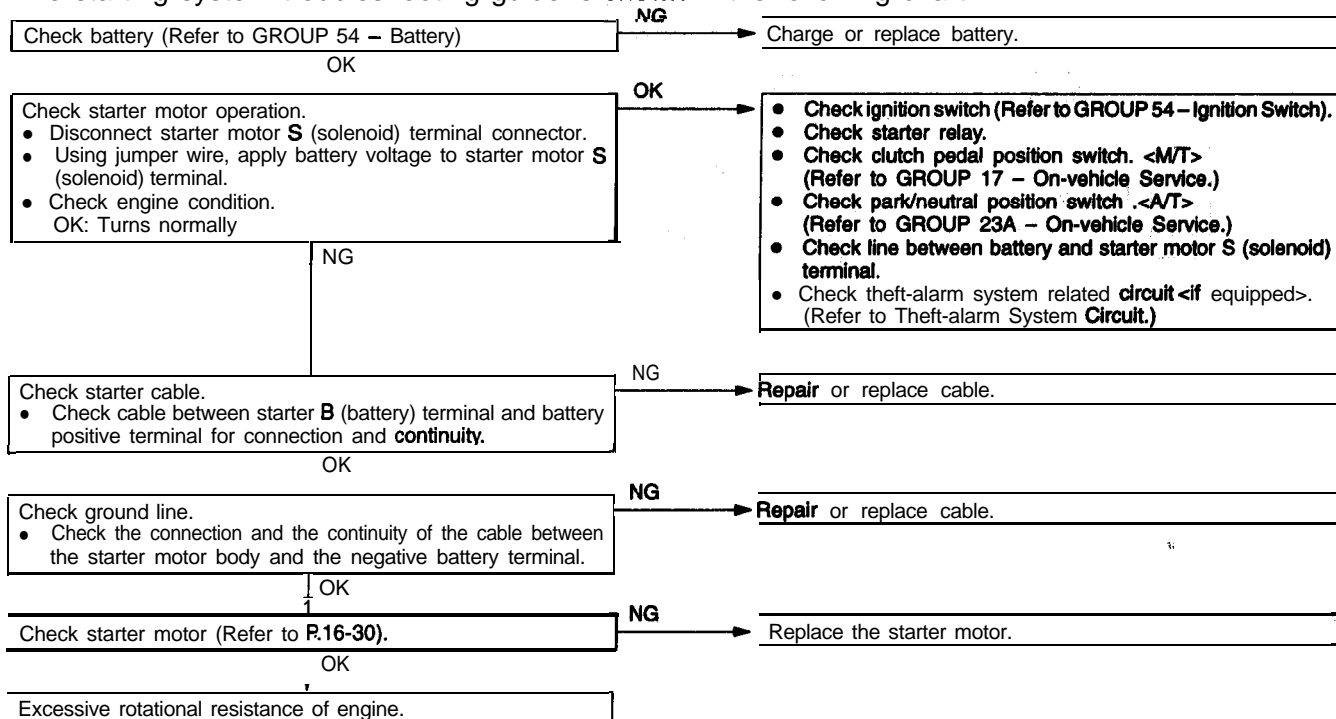 NG
Check battery (Refer to GROUP 54 – Battery)
Charge or replace battery.
OK
OK
Check starter motor operation.
• Disconnect starter motor S (solenoid) terminal connector.
• Using jumper wire, apply battery voltage to starter motor S
(solenoid) terminal.
• Check engine condition.
OK: Turns normally
• Check ignition switch (Refer to GROUP 54 – Ignition Switch).
• Check starter relay.
• Check clutch pedal position switch. <M/T>
(Refer to GROUP 17 – On-vehicle Service.)
• Check park/neutral position switch .<A/T>
(Refer to GROUP 23A – On-vehicle Service.)
• Check line between battery and starter motor S (solenoid)
terminal.
• Check theft-alarm system related circuit <if equipped>.
(Refer to Theft-alarm System Circuit.)
NG
NG
Check starter cable.
• Check cable between starter B (battery) terminal and battery
positive terminal for connection and continuity.
Repair or replace cable.
OK
NG
Check ground line.
• Check the connection and the continuity of the cable between
the starter motor body and the negative battery terminal.
Repair or replace cable.
OK
NG
Check starter motor (Refer to P.16-30).
Replace the starter motor.
OK
Excessive rotational resistance of engine.